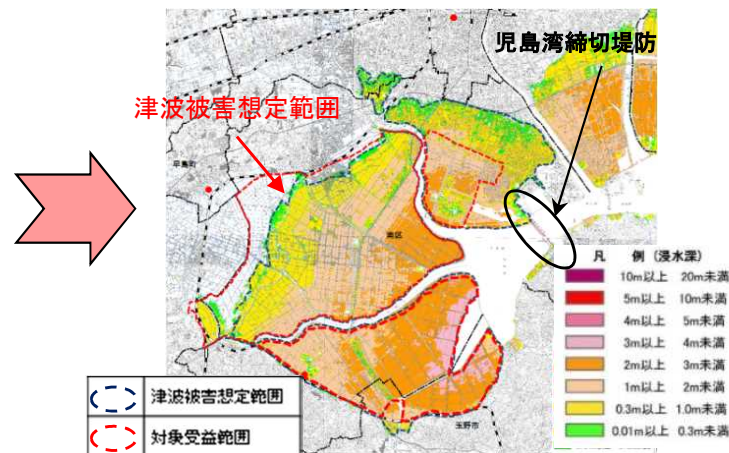 児島湾締切堤防
津波被害想定範囲
早島町
南区
玉野市
凡 例 (浸水深)
10m以上 20m未満
5m以上 10m未満
4m以上 5m未満
3m以上 4m未満
2m以上 3m未満
1m以上 2m未満
0.3m以上 1.0m未満
0.01m以上 0.3m未満
津波被害想定範囲
対象受益範囲